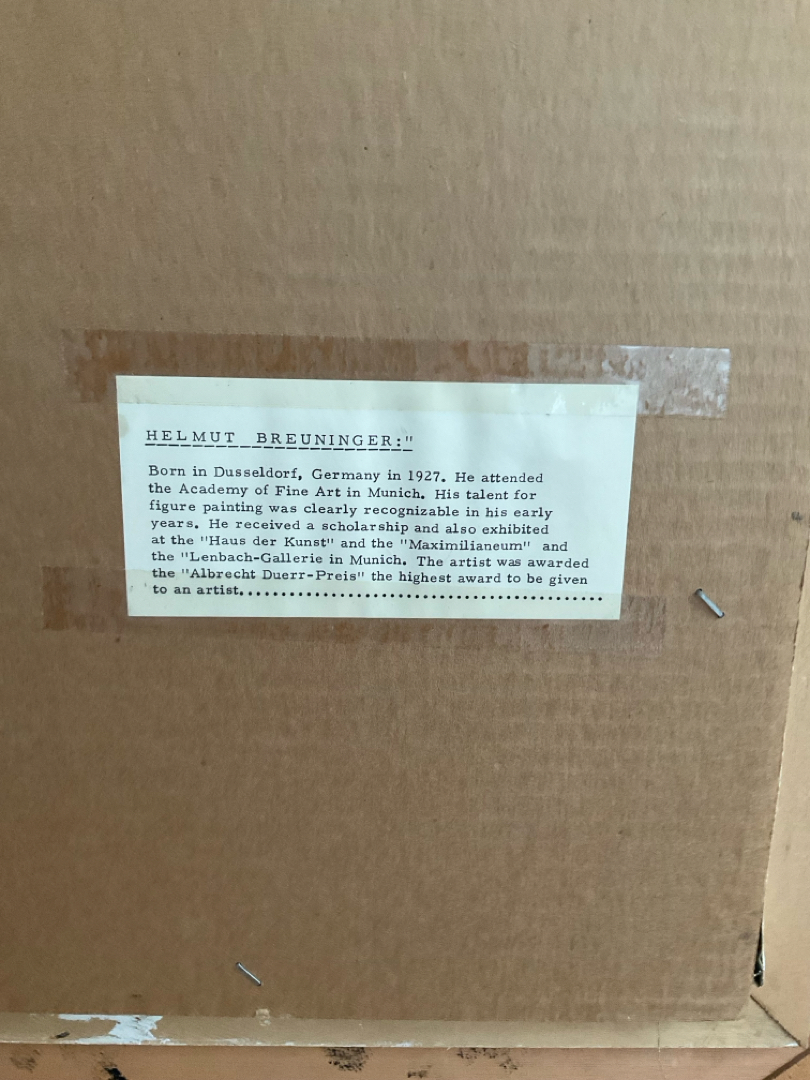 HELMUT BREUNINGER:"
Born in Dusseldorf, Germany in 1927. He attended
the Academy of Fine Art in Munich. His talent for
figure painting was clearly recognizable in his early
years. He received a scholarship and also exhibited
at the "Haus der Kunst" and the "Maximilianeum" and
the "Lenbach-Gallerie in Munich. The artist was awarded
the "Albrecht Duerr-Preis" the highest award to be given
to an artist............................................